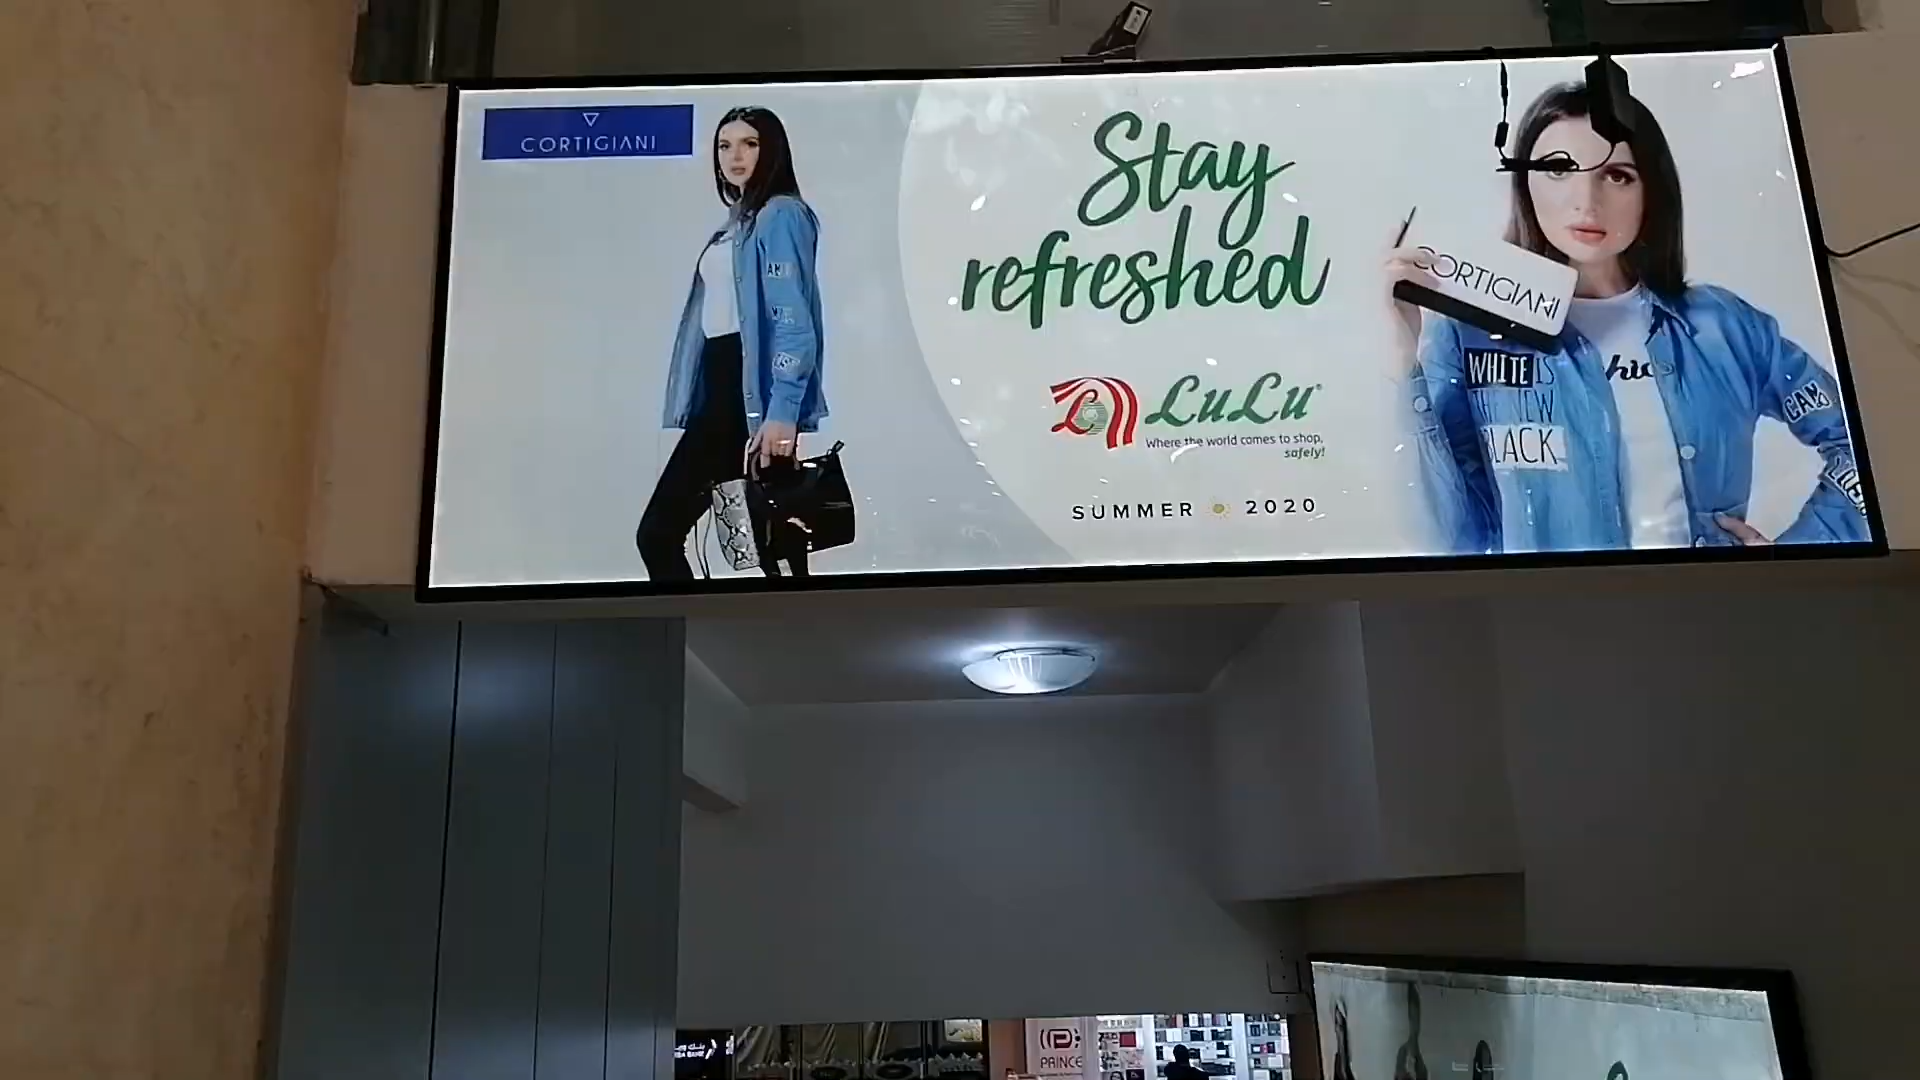 CORTIGIANI
Stay
refreshed
LuLu
Where the world comes to shop,
safely!
SUMMER 2020
CORTIGIANI
WHITE IS
THE NEW
BLACK
PRINCE